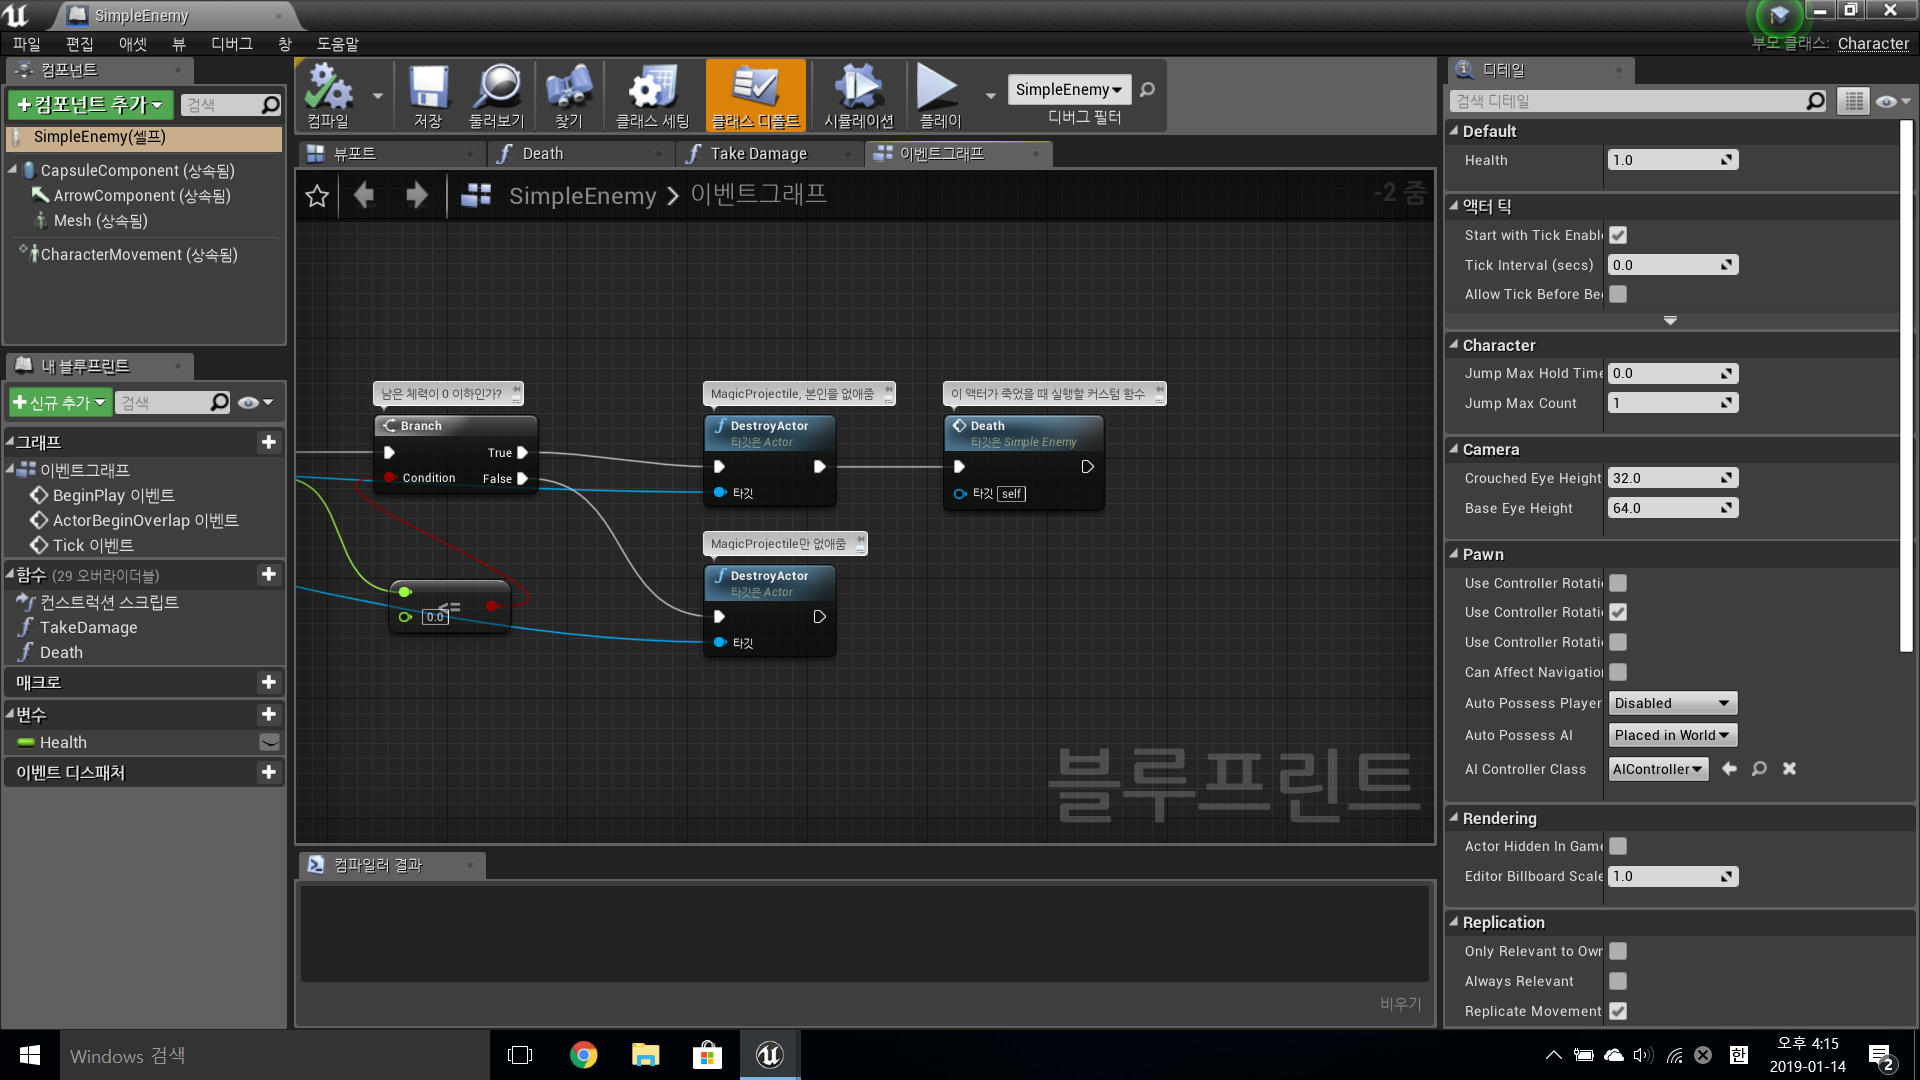 SimpleEnemy
파일 편집 애셋 뷰 디버그 창 도움말
부모 클래스: Character
컴포넌트
+컴포넌트 추가
검색
SimpleEnemy(셀프)
CapsuleComponent (상속됨)
ArrowComponent (상속됨)
Mesh (상속됨)
CharacterMovement (상속됨)
내 블루프린트
+신규 추가
검색
그래프
이벤트그래프
BeginPlay 이벤트
ActorBeginOverlap 이벤트
Tick 이벤트
함수 (29 오버라이더블)
컨스트럭션 스크립트
TakeDamage
Death
매크로
변수
Health
이벤트 디스패처
컴파일 저장 둘러보기 찾기 클래스 세팅 클래스 디폴트 시뮬레이션 플레이
SimpleEnemy
디버그 필터
뷰포트
Death
Take Damage
이벤트그래프
SimpleEnemy > 이벤트그래프
-2 줌
남은 체력이 0 이하인가?
Branch
True
Condition
False
<=
0.0
MagicProjectile, 본인을 없애줌
DestroyActor
타깃은 Actor
타깃
이 액터가 죽었을 때 실행할 커스텀 함수
Death
타깃은 Simple Enemy
타깃 self
MagicProjectile만 없애줌
DestroyActor
타깃은 Actor
타깃
블루프린트
컴파일러 결과
비우기
디테일
검색 디테일
Default
Health 1.0
액터 틱
Start with Tick Enable
Tick Interval (secs) 0.0
Allow Tick Before Be
Character
Jump Max Hold Time 0.0
Jump Max Count 1
Camera
Crouched Eye Height 32.0
Base Eye Height 64.0
Pawn
Use Controller Rotati
Use Controller Rotati
Use Controller Rotati
Can Affect Navigation
Auto Possess Player Disabled
Auto Possess AI Placed in World
AI Controller Class AIController
Rendering
Actor Hidden In Game
Editor Billboard Scale 1.0
Replication
Only Relevant to Own
Always Relevant
Replicate Movement
Windows 검색
한
오후 4:15
2019-01-14
2